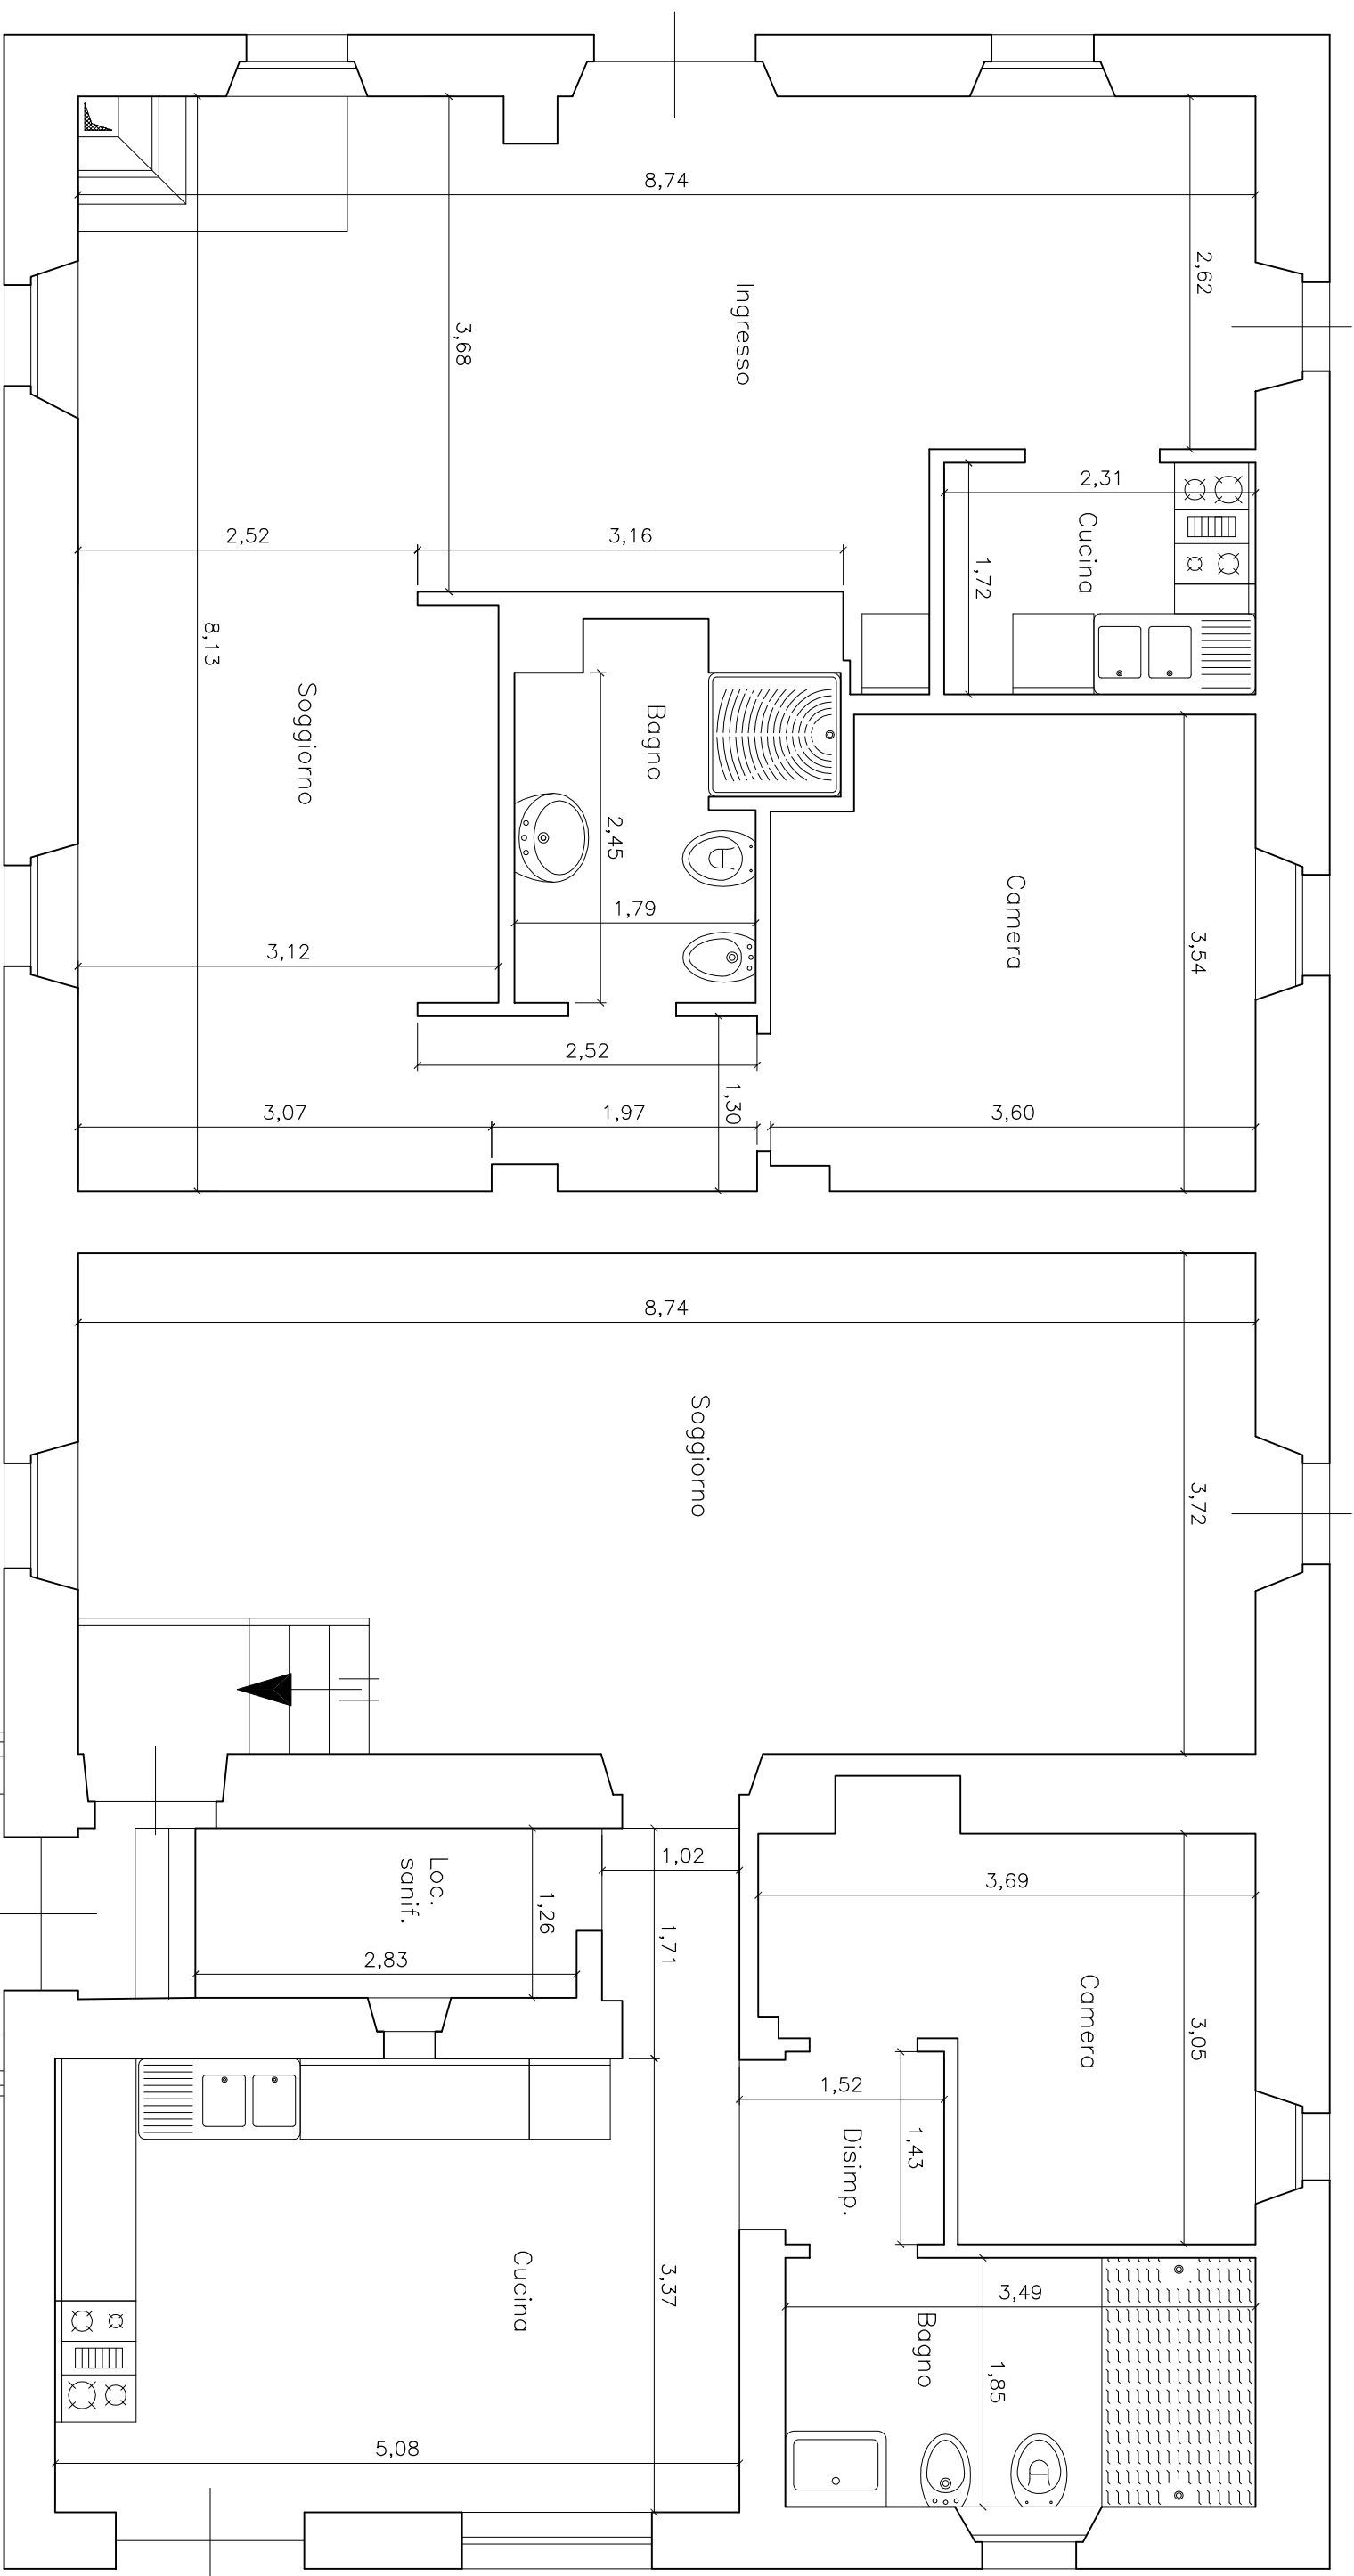 8,74
2,62
Ingresso
3,68
2,31
Cucina
1,72
2,52
3,16
8,13
Soggiorno
Bagno
2,45
1,79
Camera
3,54
3,12
2,52
1,30
3,07
1,97
3,60
8,74
Soggiorno
3,72
1,02
3,69
Loc.
sanif.
1,26
1,71
2,83
Camera
3,05
1,52
1,43
Disimp.
Cucina
3,37
3,49
Bagno
1,85
5,08